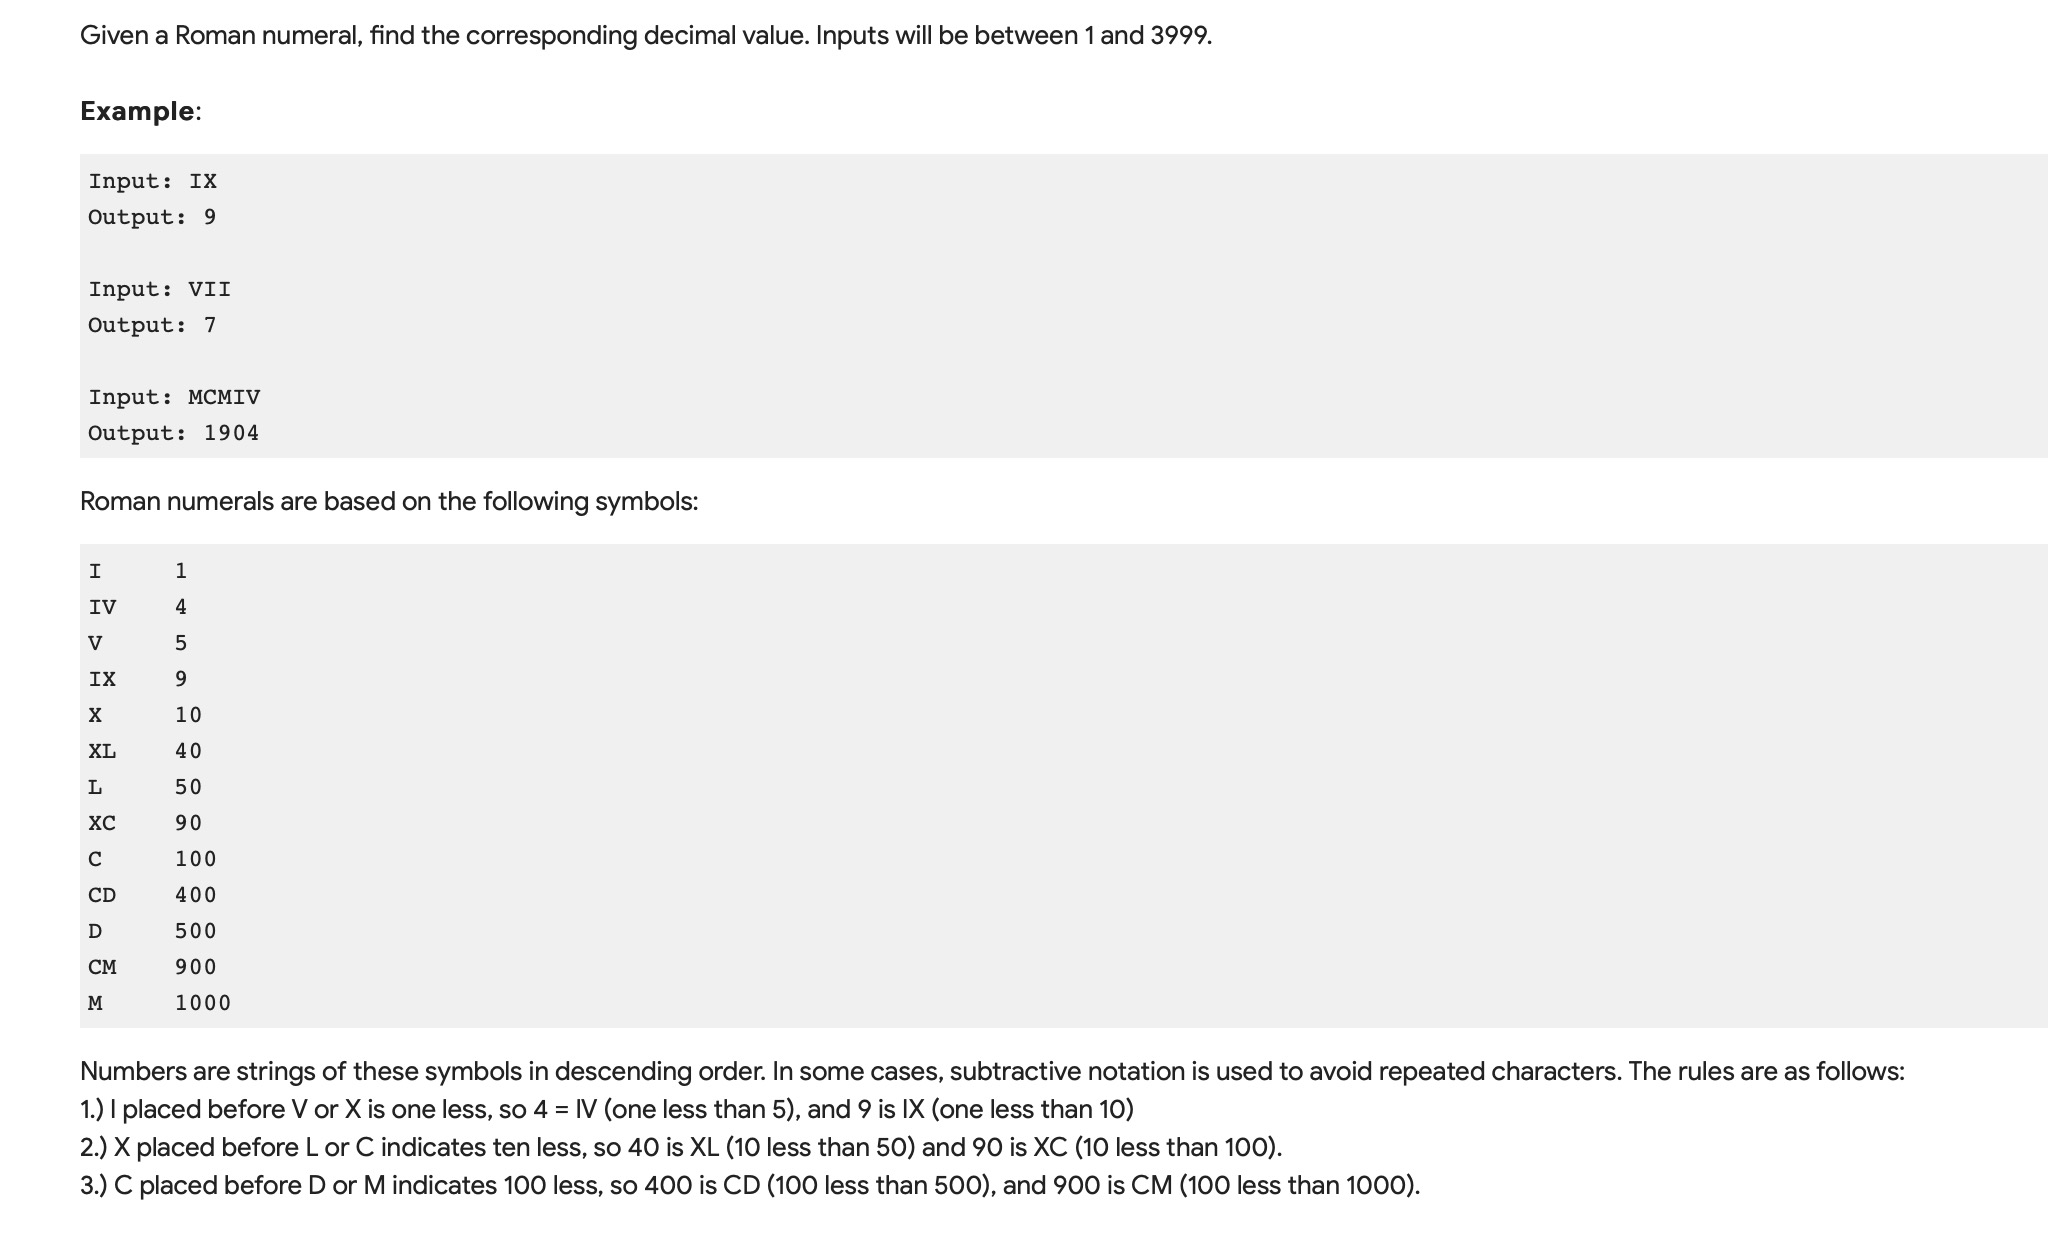 Given a Roman numeral, find the corresponding decimal value. Inputs will be between 1 and 3999.
Example:
Input: IX
Output: 9
Input: VII
Output: 7
Input: MCMIV
Output: 1904
Roman numerals are based on the following symbols:
I 1
IV 4
V 5
IX 9
X 10
XL 40
L 50
XC 90
C 100
CD 400
D 500
CM 900
M 1000
Numbers are strings of these symbols in descending order. In some cases, subtractive notation is used to avoid repeated characters. The rules are as follows:
1.) I placed before V or X is one less, so 4 = IV (one less than 5), and 9 is IX (one less than 10)
2.) X placed before L or C indicates ten less, so 40 is XL (10 less than 50) and 90 is XC (10 less than 100).
3.) C placed before D or M indicates 100 less, so 400 is CD (100 less than 500), and 900 is CM (100 less than 1000).